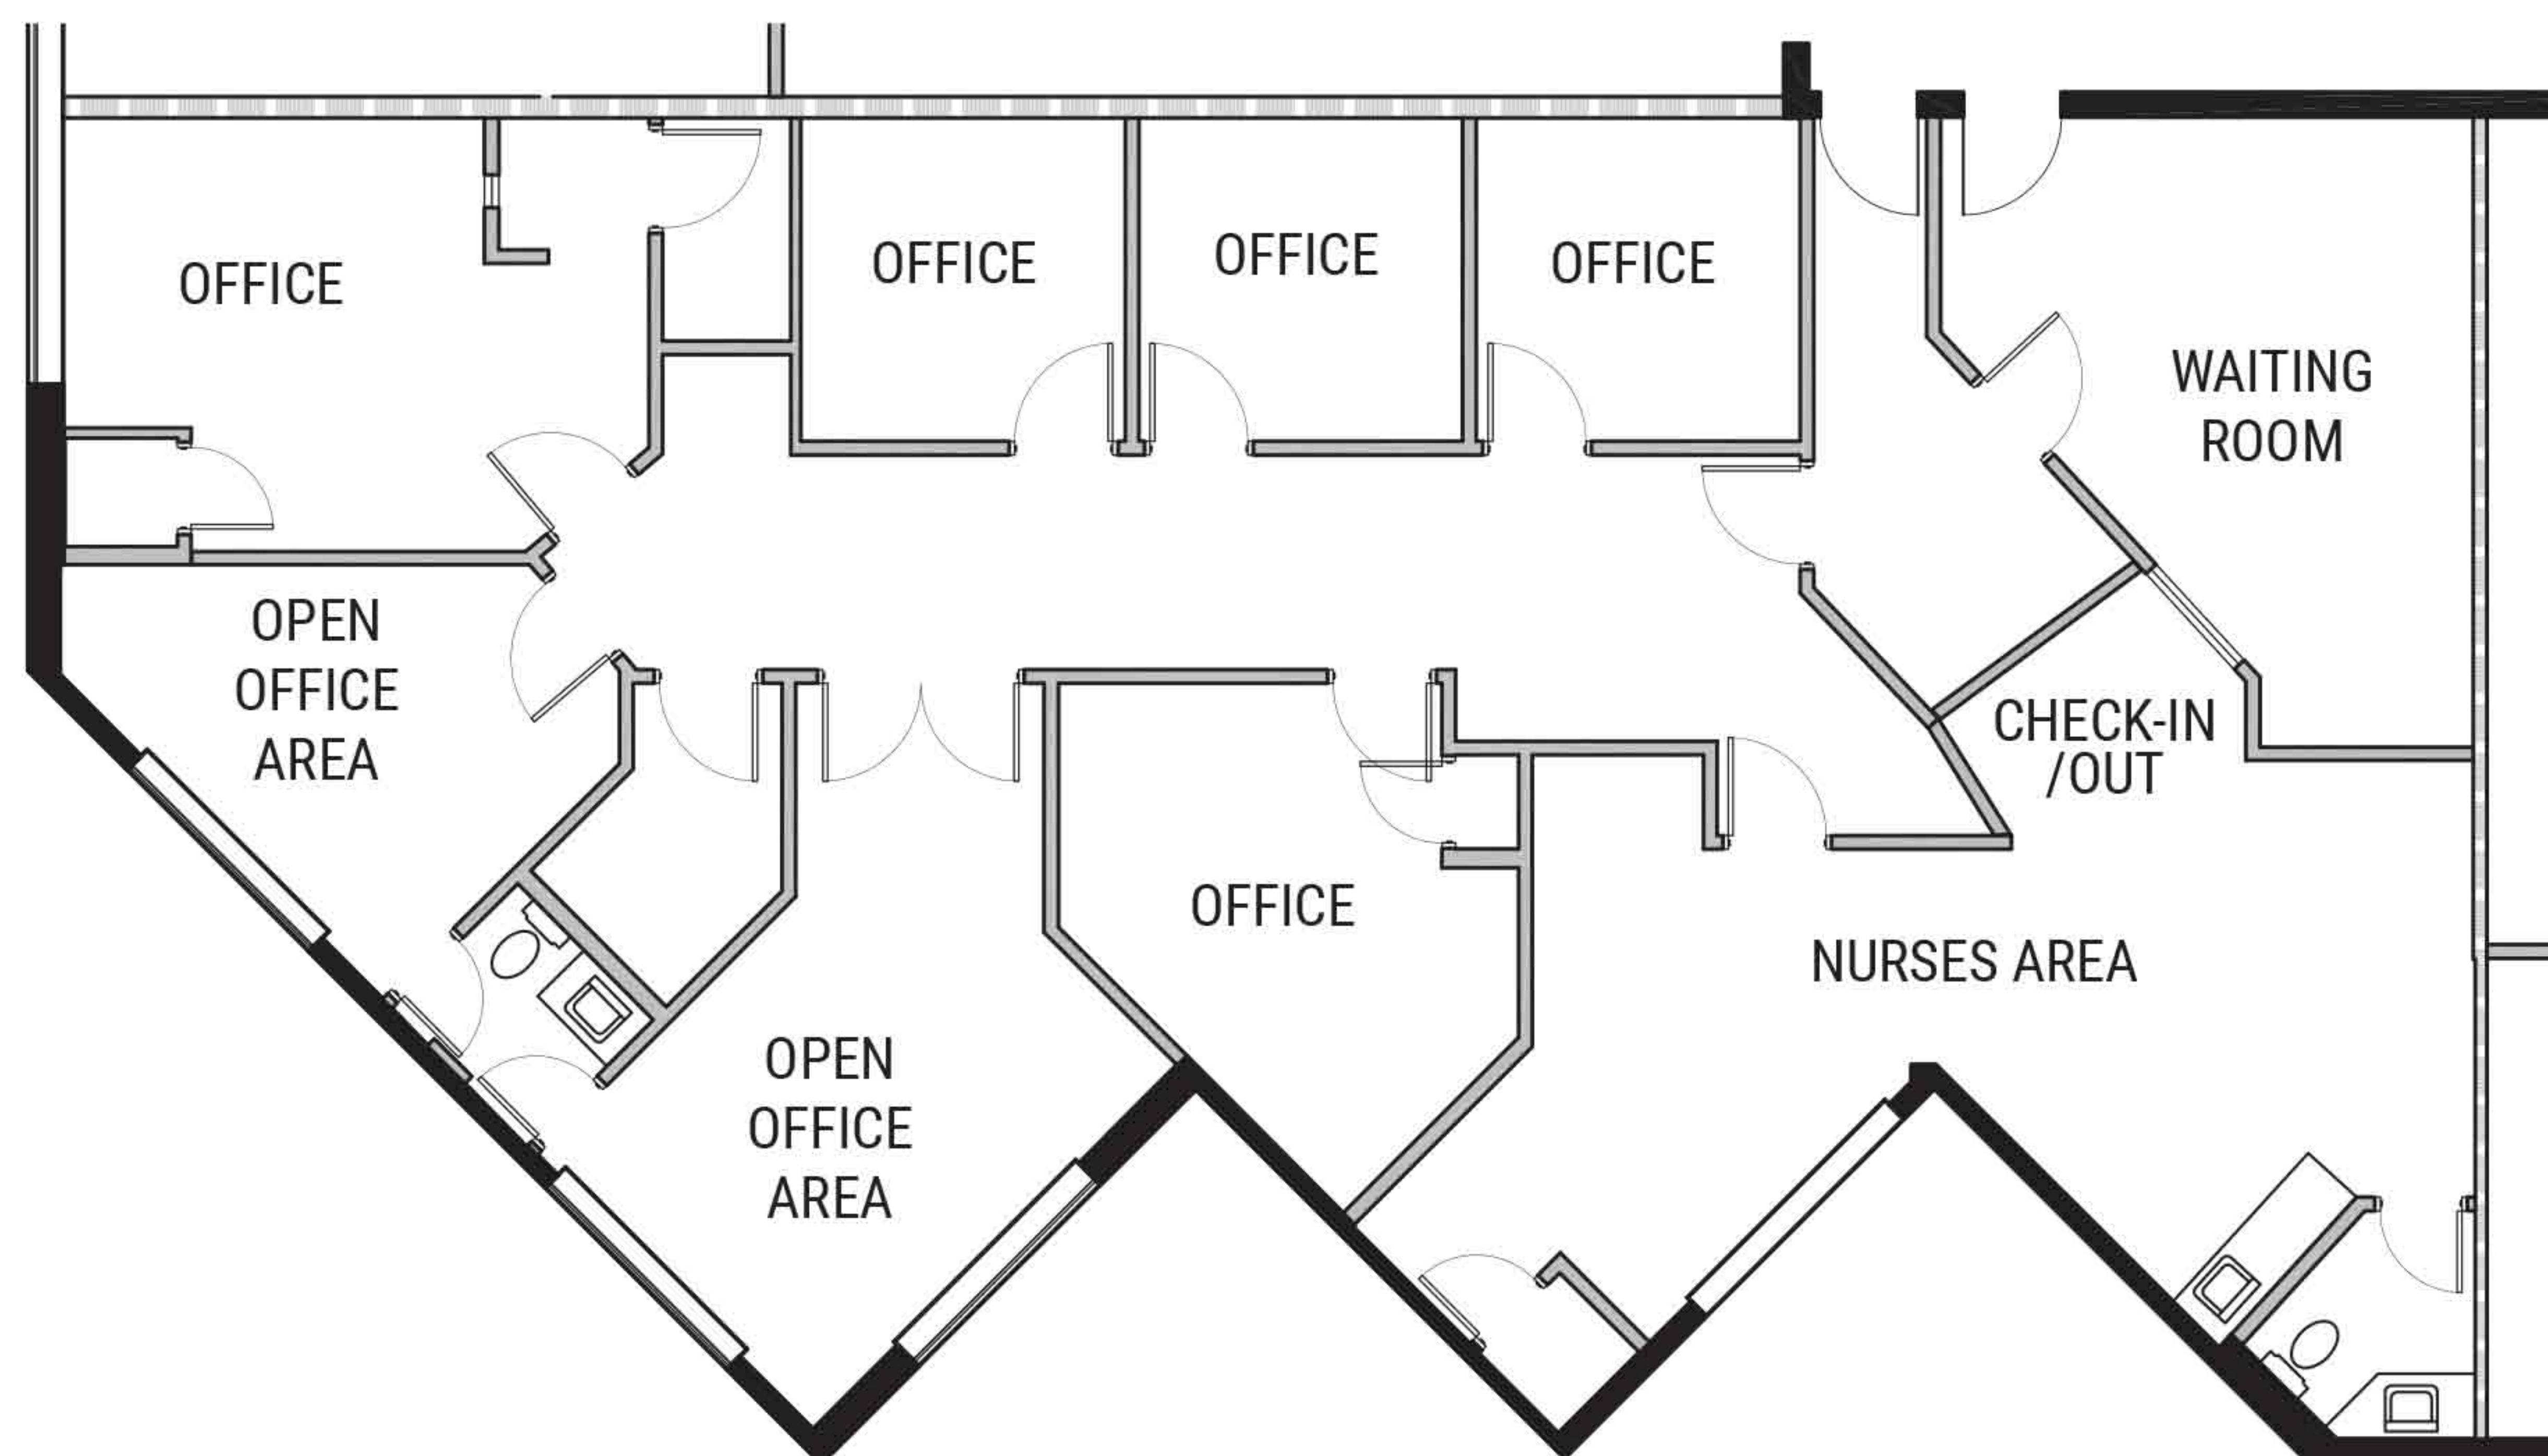 OFFICE
OFFICE
OFFICE
OFFICE
WAITING
ROOM
OPEN
OFFICE
AREA
CHECK-IN
/OUT
OFFICE
NURSES AREA
OPEN
OFFICE
AREA